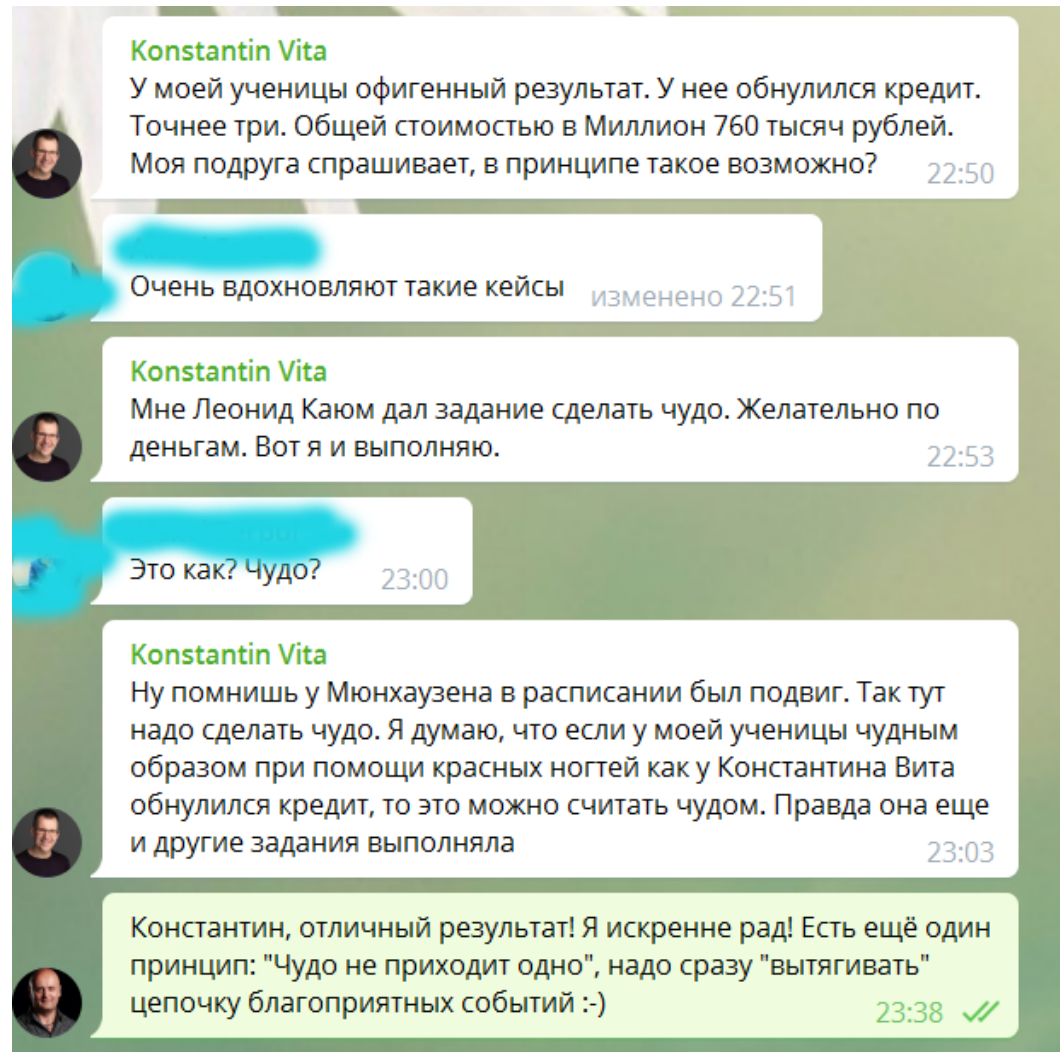 Konstantin Vita
У моей ученицы офигенный результат. У нее обнулился кредит.
Точнее три. Общей стоимостью в Миллион 760 тысяч рублей.
Моя подруга спрашивает, в принципе такое возможно? 22:50
Очень вдохновляют такие кейсы изменено 22:51
Konstantin Vita
Мне Леонид Каюм дал задание сделать чудо. Желательно по
деньгам. Вот я и выполняю. 22:53
Это как? Чудо? 23:00
Konstantin Vita
Ну помнишь у Мюнхаузена в расписании был подвиг. Так тут
надо сделать чудо. Я думаю, что если у моей ученицы чудным
образом при помощи красных ногтей как у Константина Вита
обнулился кредит, то это можно считать чудом. Правда она еще
и другие задания выполняла 23:03
Константин, отличный результат! Я искренне рад! Есть ещё один
принцип: "Чудо не приходит одно", надо сразу "вытягивать"
цепочку благоприятных событий :-) 23:38